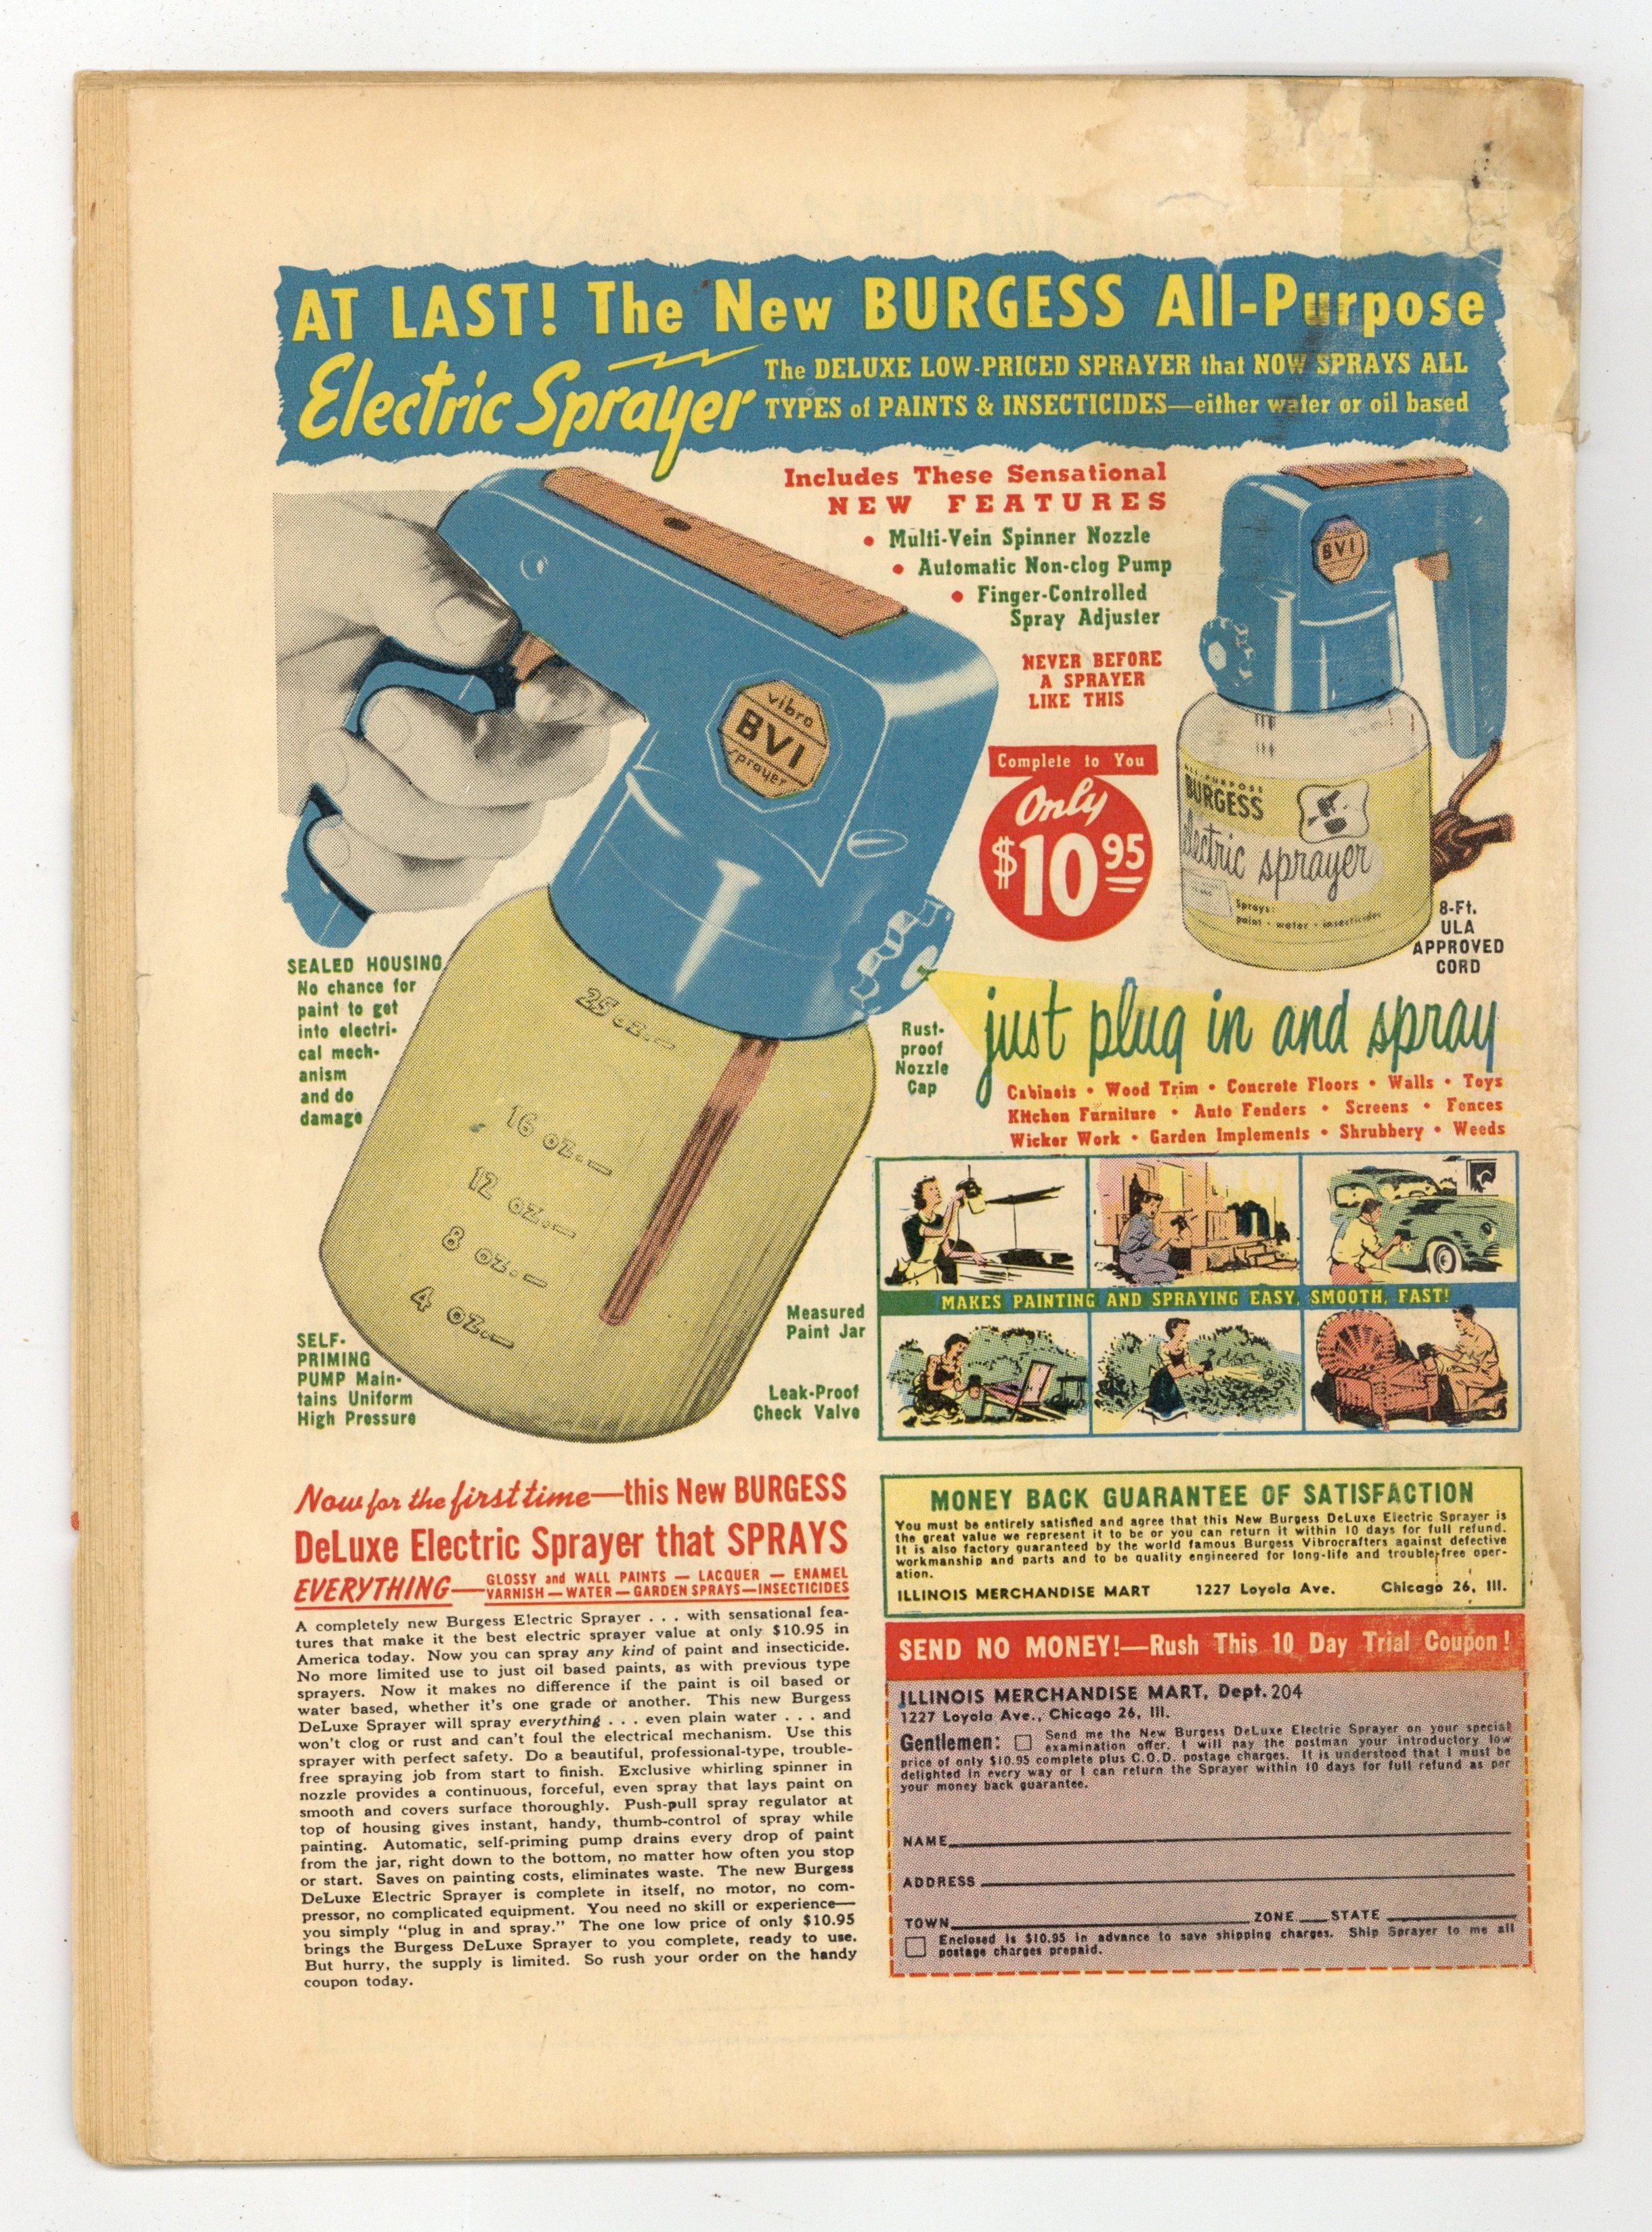 AT LAST! The New BURGESS All-Purpose
Electric Sprayer
The DELUXE LOW-PRICED SPRAYER that NOW SPRAYS ALL
TYPES of PAINTS & INSECTICIDES—either water or oil based
Includes These Sensational
NEW FEATURES
• Multi-Vein Spinner Nozzle
• Automatic Non-clog Pump
• Finger-Controlled
Spray Adjuster
NEVER BEFORE
A SPRAYER
LIKE THIS
Complete to You
Only
$10 95
vibro
BVI
sprayer
BVI
ALL-PURPOSE
BURGESS
electric sprayer
Sprays:
paint • water • insecticides
8-Ft.
ULA
APPROVED
CORD
SEALED HOUSING
No chance for
paint to get
into electri-
cal mech-
anism
and do
damage
25 oz.
16 oz.
12 oz.
8 oz.
4 oz.
Rust-
proof
Nozzle
Cap
just plug in and spray
Cabinets • Wood Trim • Concrete Floors • Walls • Toys
Kitchen Furniture • Auto Fenders • Screens • Fences
Wicker Work • Garden Implements • Shrubbery • Weeds
MAKES PAINTING AND SPRAYING EASY, SMOOTH, FAST!
Measured
Paint Jar
Leak-Proof
Check Valve
SELF-
PRIMING
PUMP Main-
tains Uniform
High Pressure
Now for the first time—this New BURGESS
DeLuxe Electric Sprayer that SPRAYS
EVERYTHING—
GLOSSY and WALL PAINTS — LACQUER — ENAMEL
VARNISH — WATER — GARDEN SPRAYS—INSECTICIDES
A completely new Burgess Electric Sprayer . . . with sensational fea-
tures that make it the best electric sprayer value at only $10.95 in
America today. Now you can spray any kind of paint and insecticide.
No more limited use to just oil based paints, as with previous type
sprayers. Now it makes no difference if the paint is oil based or
water based, whether it's one grade or another. This new Burgess
DeLuxe Sprayer will spray everything . . . even plain water . . . and
won't clog or rust and can't foul the electrical mechanism. Use this
sprayer with perfect safety. Do a beautiful, professional-type, trouble-
free spraying job from start to finish. Exclusive whirling spinner in
nozzle provides a continuous, forceful, even spray that lays paint on
smooth and covers surface thoroughly. Push-pull spray regulator at
top of housing gives instant, handy, thumb-control of spray while
painting. Automatic, self-priming pump drains every drop of paint
from the jar, right down to the bottom, no matter how often you stop
or start. Saves on painting costs, eliminates waste. The new Burgess
DeLuxe Electric Sprayer is complete in itself, no motor, no com-
pressor, no complicated equipment. You need no skill or experience—
you simply “plug in and spray.” The one low price of only $10.95
brings the Burgess DeLuxe Sprayer to you complete, ready to use.
But hurry, the supply is limited. So rush your order on the handy
coupon today.
MONEY BACK GUARANTEE OF SATISFACTION
You must be entirely satisfied and agree that this New Burgess DeLuxe Electric Sprayer is
the great value we represent it to be or you can return it within 10 days for full refund.
It is also factory guaranteed by the world famous Burgess Vibrocrafters against defective
workmanship and parts and to be quality engineered for long-life and trouble-free oper-
ation.
ILLINOIS MERCHANDISE MART 1227 Loyola Ave. Chicago 26, Ill.
SEND NO MONEY!—Rush This 10 Day Trial Coupon!
ILLINOIS MERCHANDISE MART, Dept. 204
1227 Loyola Ave., Chicago 26, Ill.
Gentlemen: □ Send me the New Burgess DeLuxe Electric Sprayer on your special
examination offer. I will pay the postman your introductory low
price of only $10.95 complete plus C.O.D. postage charges. It is understood that I must be
delighted in every way or I can return the Sprayer within 10 days for full refund as per
your money back guarantee.
NAME
ADDRESS
TOWN ZONE STATE
□ Enclosed is $10.95 in advance to save shipping charges. Ship Sprayer to me all
postage charges prepaid.